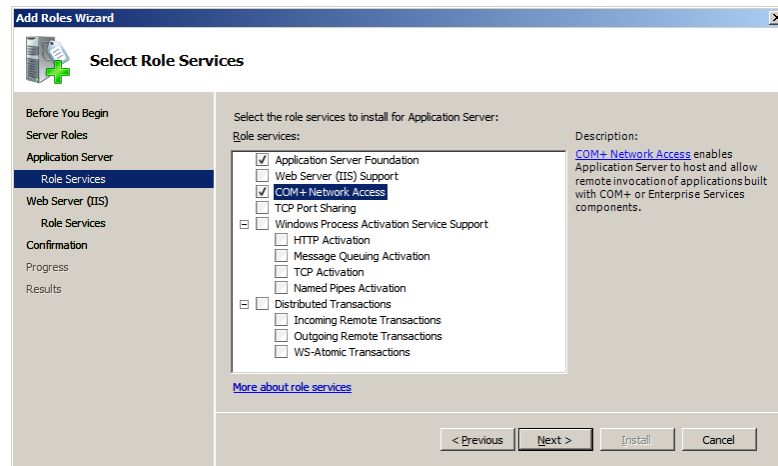 Add Roles Wizard
Select Role Services
Before You Begin
Server Roles
Application Server
Role Services
Web Server (IIS)
Role Services
Confirmation
Progress
Results
Select the role services to install for Application Server:
Role services:
Application Server Foundation
Web Server (IIS) Support
COM+ Network Access
TCP Port Sharing
Windows Process Activation Service Support
HTTP Activation
Message Queuing Activation
TCP Activation
Named Pipes Activation
Distributed Transactions
Incoming Remote Transactions
Outgoing Remote Transactions
WS-Atomic Transactions
More about role services
Description:
COM+ Network Access enables
Application Server to host and allow
remote invocation of applications built
with COM+ or Enterprise Services
components.
< Previous
Next >
Install
Cancel